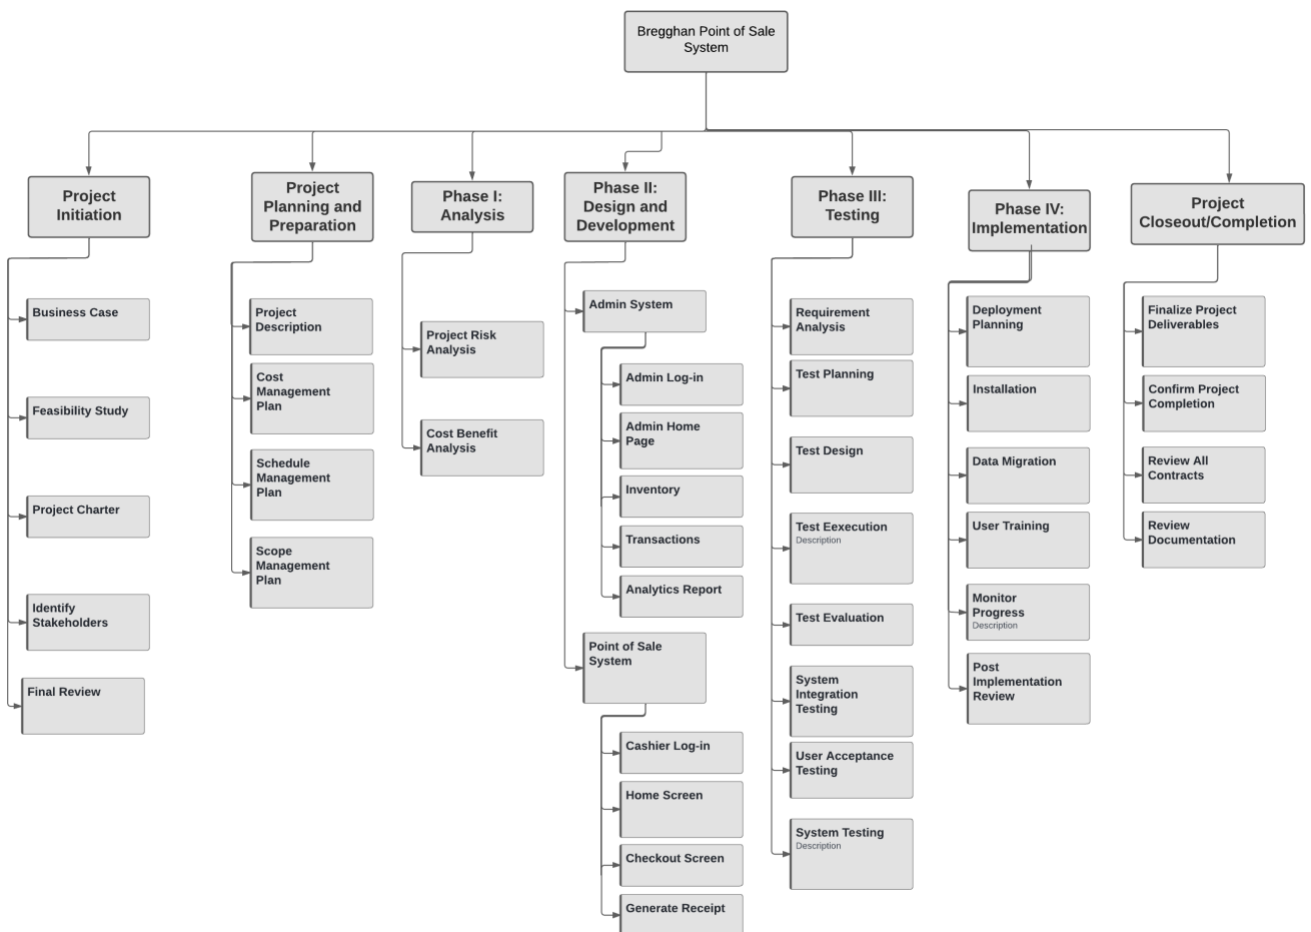 Bregghan Point of Sale
System
Project
Initiation
Business Case
Feasibility Study
Project Charter
Identify
Stakeholders
Final Review
Project
Planning and
Preparation
Project
Description
Cost
Management
Plan
Schedule
Management
Plan
Scope
Management
Plan
Phase I:
Analysis
Project Risk
Analysis
Cost Benefit
Analysis
Phase II:
Design and
Development
Admin System
Admin Log-in
Admin Home
Page
Inventory
Transactions
Analytics Report
Point of Sale
System
Cashier Log-in
Home Screen
Checkout Screen
Generate Receipt
Phase III:
Testing
Requirement
Analysis
Test Planning
Test Design
Test Eexecution
Description
Test Evaluation
System
Integration
Testing
User Acceptance
Testing
System Testing
Description
Phase IV:
Implementation
Deployment
Planning
Installation
Data Migration
User Training
Monitor
Progress
Description
Post
Implementation
Review
Project
Closeout/Completion
Finalize Project
Deliverables
Confirm Project
Completion
Review All
Contracts
Review
Documentation